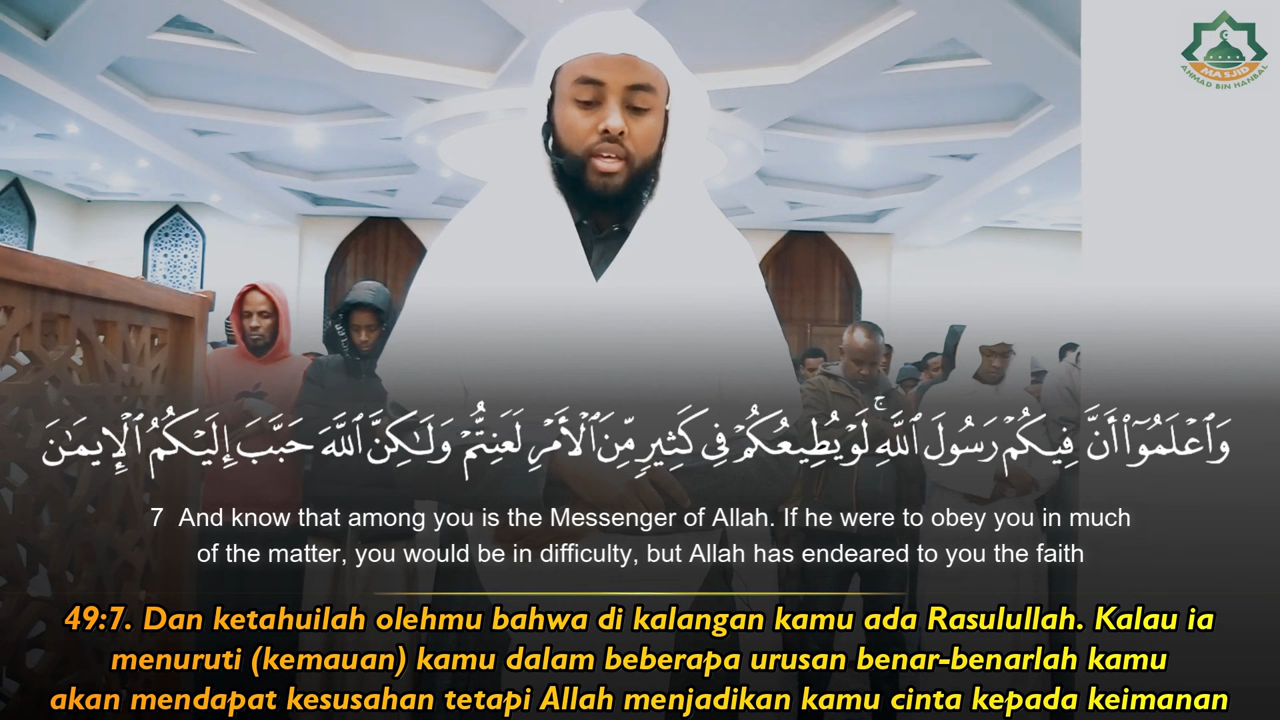 MASJID
AHMAD BIN HANBAL
وَٱعْلَمُوٓا۟ أَنَّ فِيكُمْ رَسُولَ ٱللَّهِ ۚ لَوْ يُطِيعُكُمْ فِى كَثِيرٍ مِّنَ ٱلْأَمْرِ لَعَنِتُّمْ وَلَـٰكِنَّ ٱللَّهَ حَبَّبَ إِلَيْكُمُ ٱلْإِيمَـٰنَ
7 And know that among you is the Messenger of Allah. If he were to obey you in much
of the matter, you would be in difficulty, but Allah has endeared to you the faith
49:7. Dan ketahuilah olehmu bahwa di kalangan kamu ada Rasulullah. Kalau ia
menuruti (kemauan) kamu dalam beberapa urusan benar-benarlah kamu
akan mendapat kesusahan tetapi Allah menjadikan kamu cinta kepada keimanan